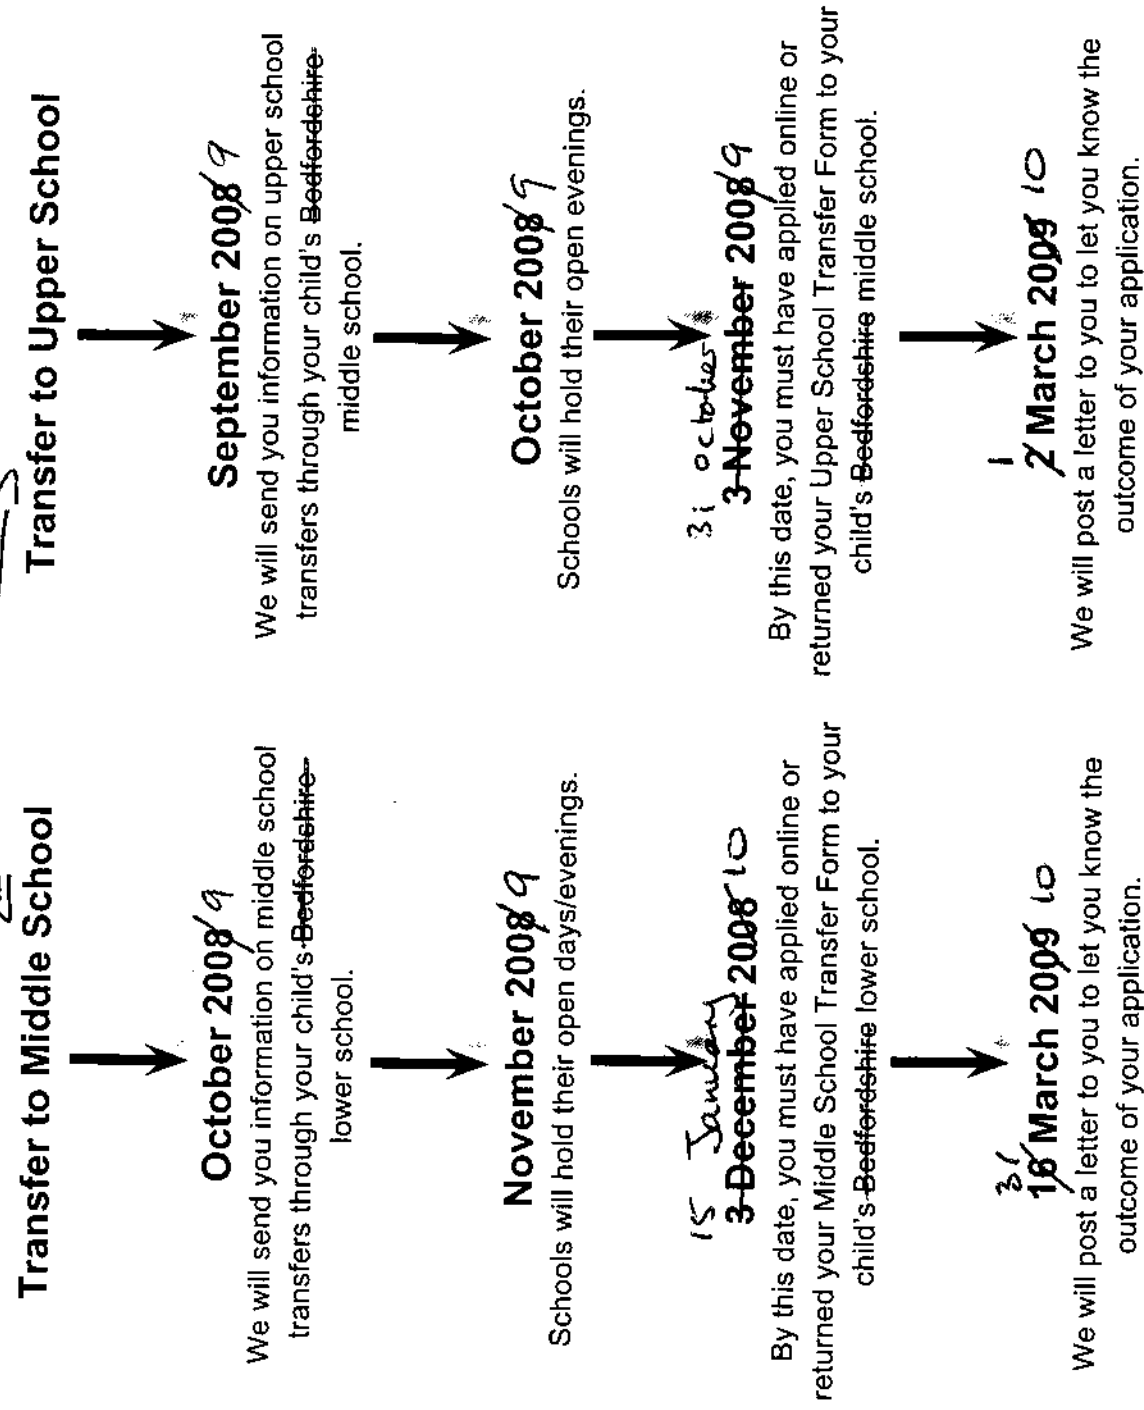 Transfer to Middle School
October 2008 9
We will send you information on middle school
transfers through your child's Bedfordshire
lower school.
November 2008 9
Schools will hold their open days/evenings.
15 January
3 December 2008 10
By this date, you must have applied online or
returned your Middle School Transfer Form to your
child's Bedfordshire lower school.
31
16 March 2009 10
We will post a letter to you to let you know the
outcome of your application.
Transfer to Upper School
September 2008 9
We will send you information on upper school
transfers through your child's Bedfordshire
middle school.
October 2008 9
Schools will hold their open evenings.
31 october
3 November 2008 9
By this date, you must have applied online or
returned your Upper School Transfer Form to your
child's Bedfordshire middle school.
1
2 March 2009 10
We will post a letter to you to let you know the
outcome of your application.